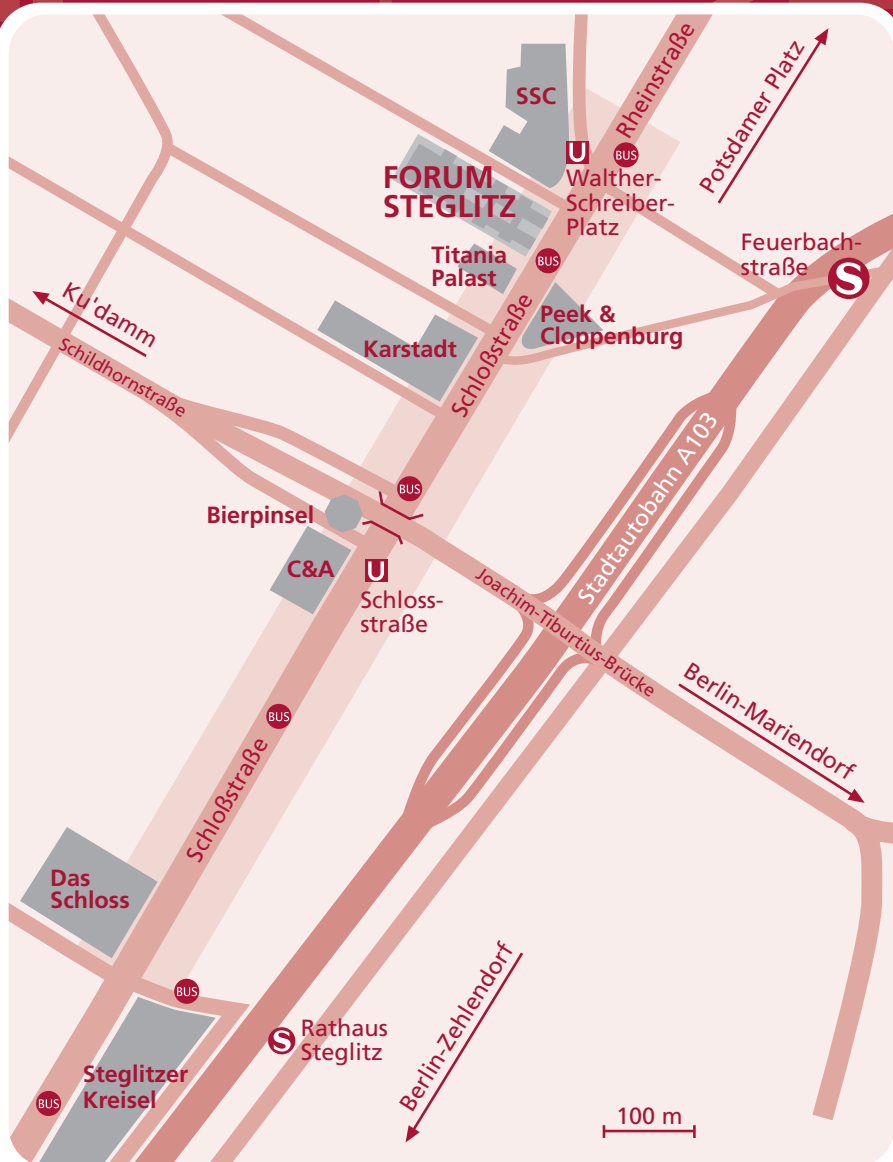 SSC
Rheinstraße
Potsdamer Platz
U
BUS
Walther-
Schreiber-
Platz
FORUM
STEGLITZ
Feuerbach-
straße
S
Titania
Palast
BUS
Ku'damm
Schildhornstraße
Karstadt
Schloßstraße
Peek &
Cloppenburg
Stadtautobahn A103
BUS
Bierpinsel
C&A
U
Schloss-
straße
Joachim-Tiburtius-Brücke
Berlin-Mariendorf
BUS
Schloßstraße
Das
Schloss
BUS
S
Rathaus
Steglitz
Berlin-Zehlendorf
Steglitzer
Kreisel
BUS
100 m